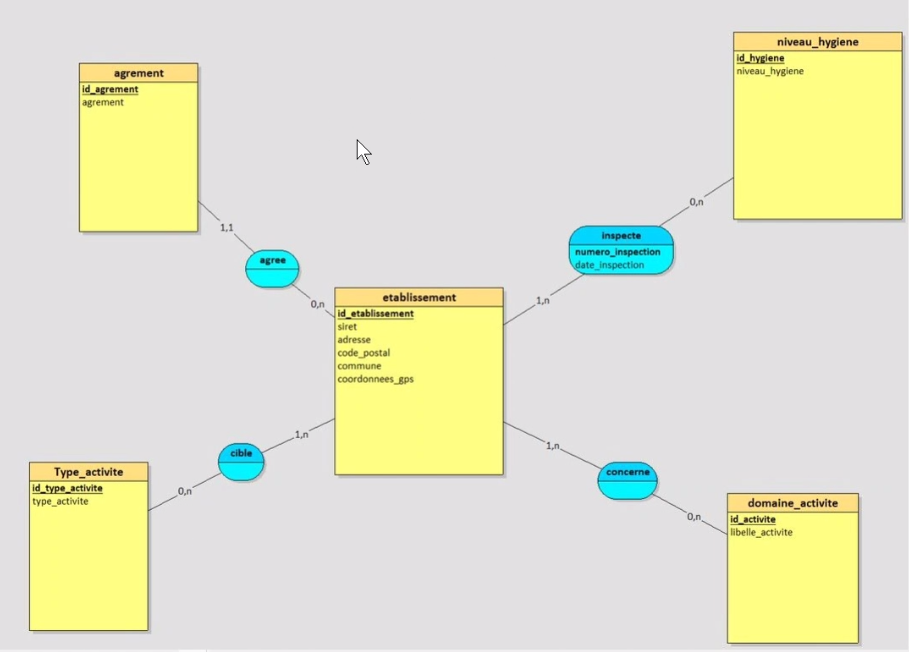 agrement
id_agrement
agrement
niveau_hygiene
id_hygiene
niveau_hygiene
1,1
agree
0,n
0,n
inspecte
numero_inspection
date_inspection
1,n
etablissement
id_etablissement
siret
adresse
code_postal
commune
coordonnees_gps
1,n
cible
0,n
Type_activite
id_type_activite
type_activite
1,n
concerne
0,n
domaine_activite
id_activite
libelle_activite